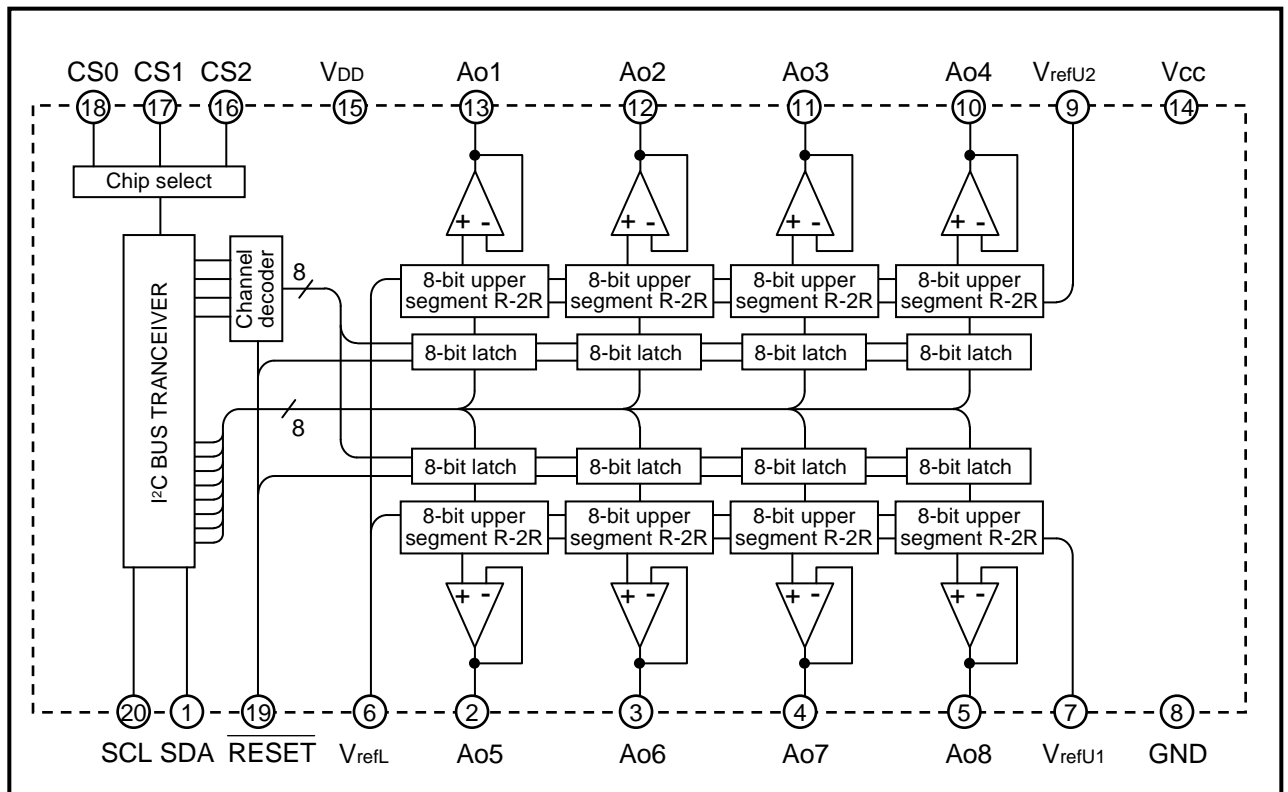 CS0 CS1 CS2 VDD Ao1 Ao2 Ao3 Ao4 VrefU2 Vcc
18 17 16 15 13 12 11 10 9 14
Chip select
+ - + - + - + -
I²C BUS TRANCEIVER
Channel
decoder
8
8-bit upper
segment R-2R
8-bit upper
segment R-2R
8-bit upper
segment R-2R
8-bit upper
segment R-2R
8-bit latch 8-bit latch 8-bit latch 8-bit latch
8
8-bit latch 8-bit latch 8-bit latch 8-bit latch
8-bit upper
segment R-2R
8-bit upper
segment R-2R
8-bit upper
segment R-2R
8-bit upper
segment R-2R
+ - + - + - + -
20 1 19 6 2 3 4 5 7 8
SCL SDA RESET VrefL Ao5 Ao6 Ao7 Ao8 VrefU1 GND